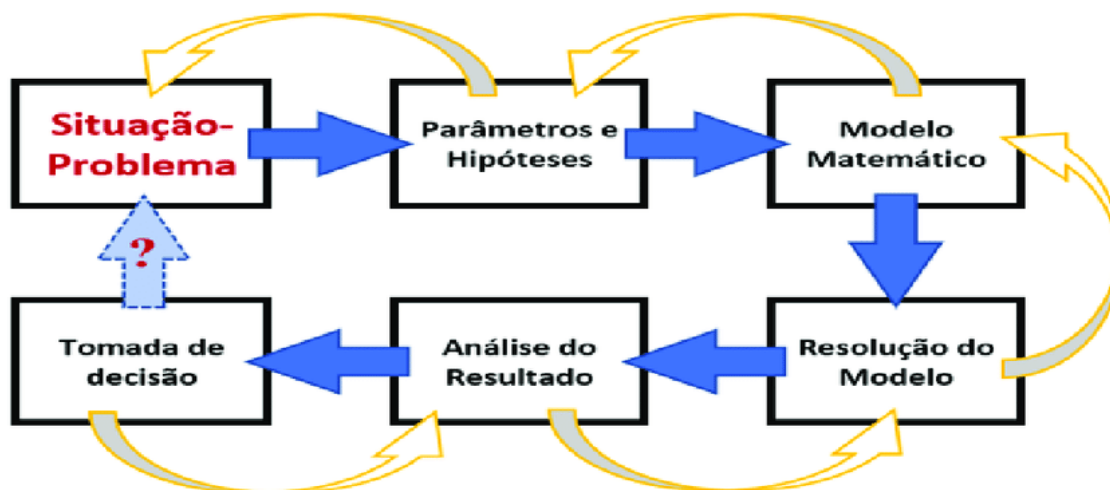 Situação-
Problema
Parâmetros e
Hipóteses
Modelo
Matemático
?
Tomada de
decisão
Análise do
Resultado
Resolução do
Modelo